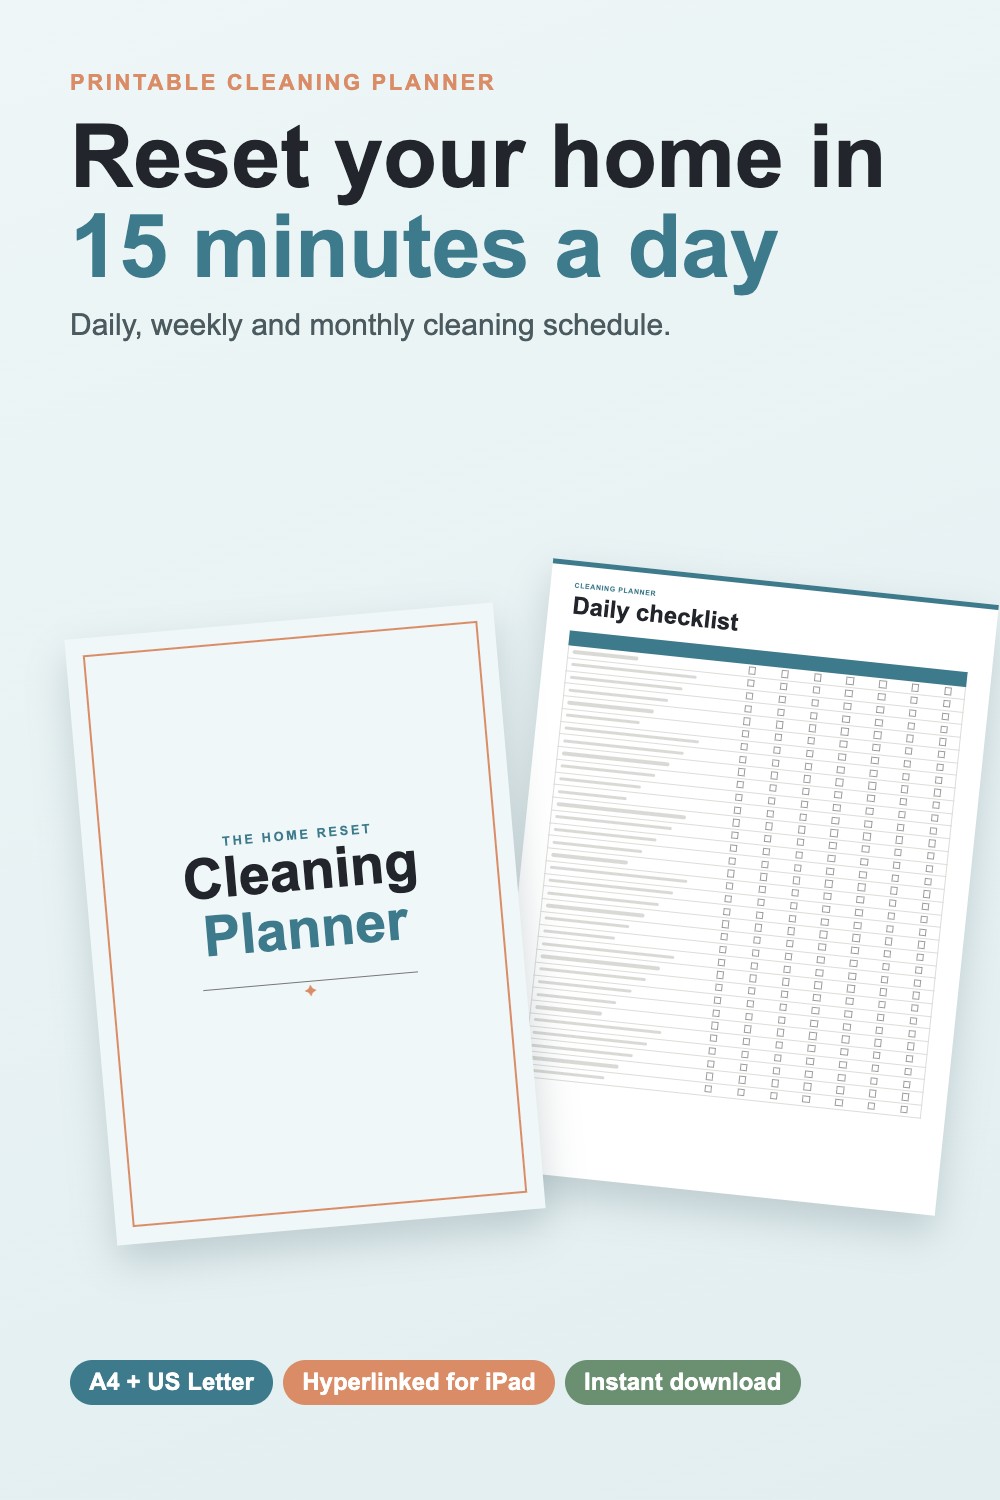 PRINTABLE CLEANING PLANNER
Reset your home in
15 minutes a day
Daily, weekly and monthly cleaning schedule.
CLEANING PLANNER
Daily checklist
THE HOME RESET
Cleaning
Planner
A4 + US Letter
Hyperlinked for iPad
Instant download